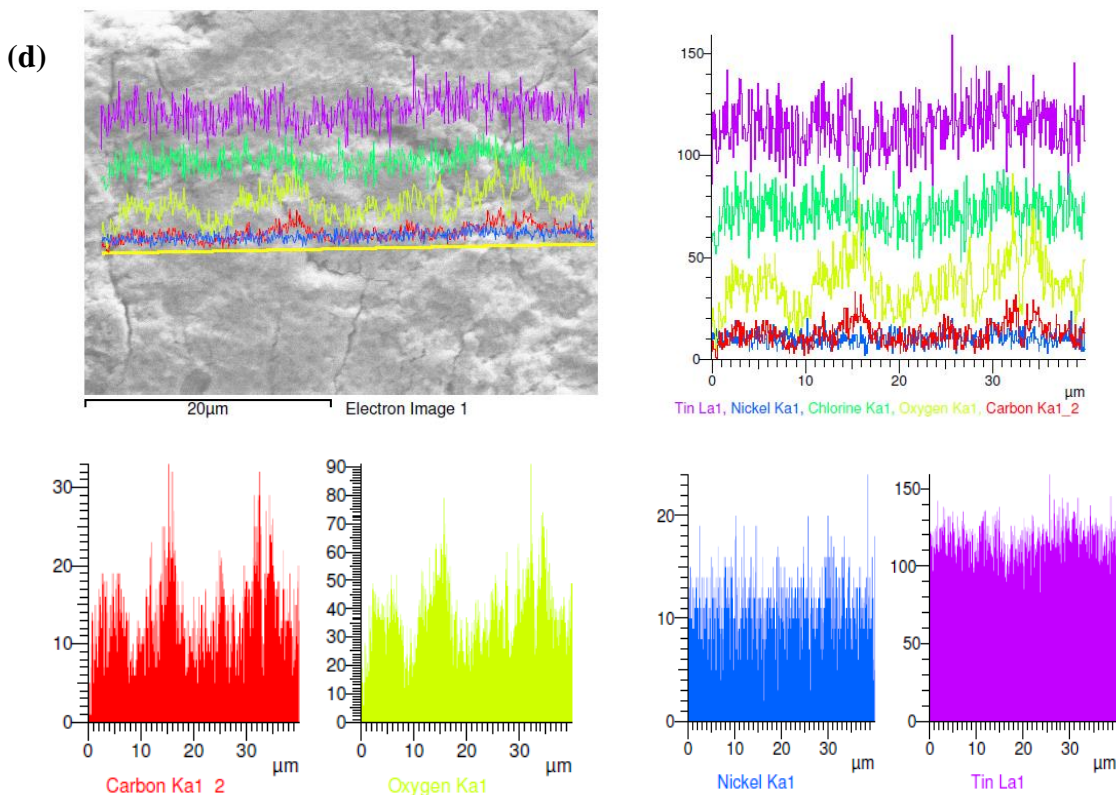 (d)
20µm Electron Image 1
150
100
50
0
0 10 20 30
µm
Tin La1, Nickel Ka1, Chlorine Ka1, Oxygen Ka1, Carbon Ka1_2
30
20
10
0
0 10 20 30
µm
Carbon Ka1_2
90
80
70
60
50
40
30
20
10
0
0 10 20 30
µm
Oxygen Ka1
20
10
0
0 10 20 30
µm
Nickel Ka1
150
100
50
0
0 10 20 30
µm
Tin La1